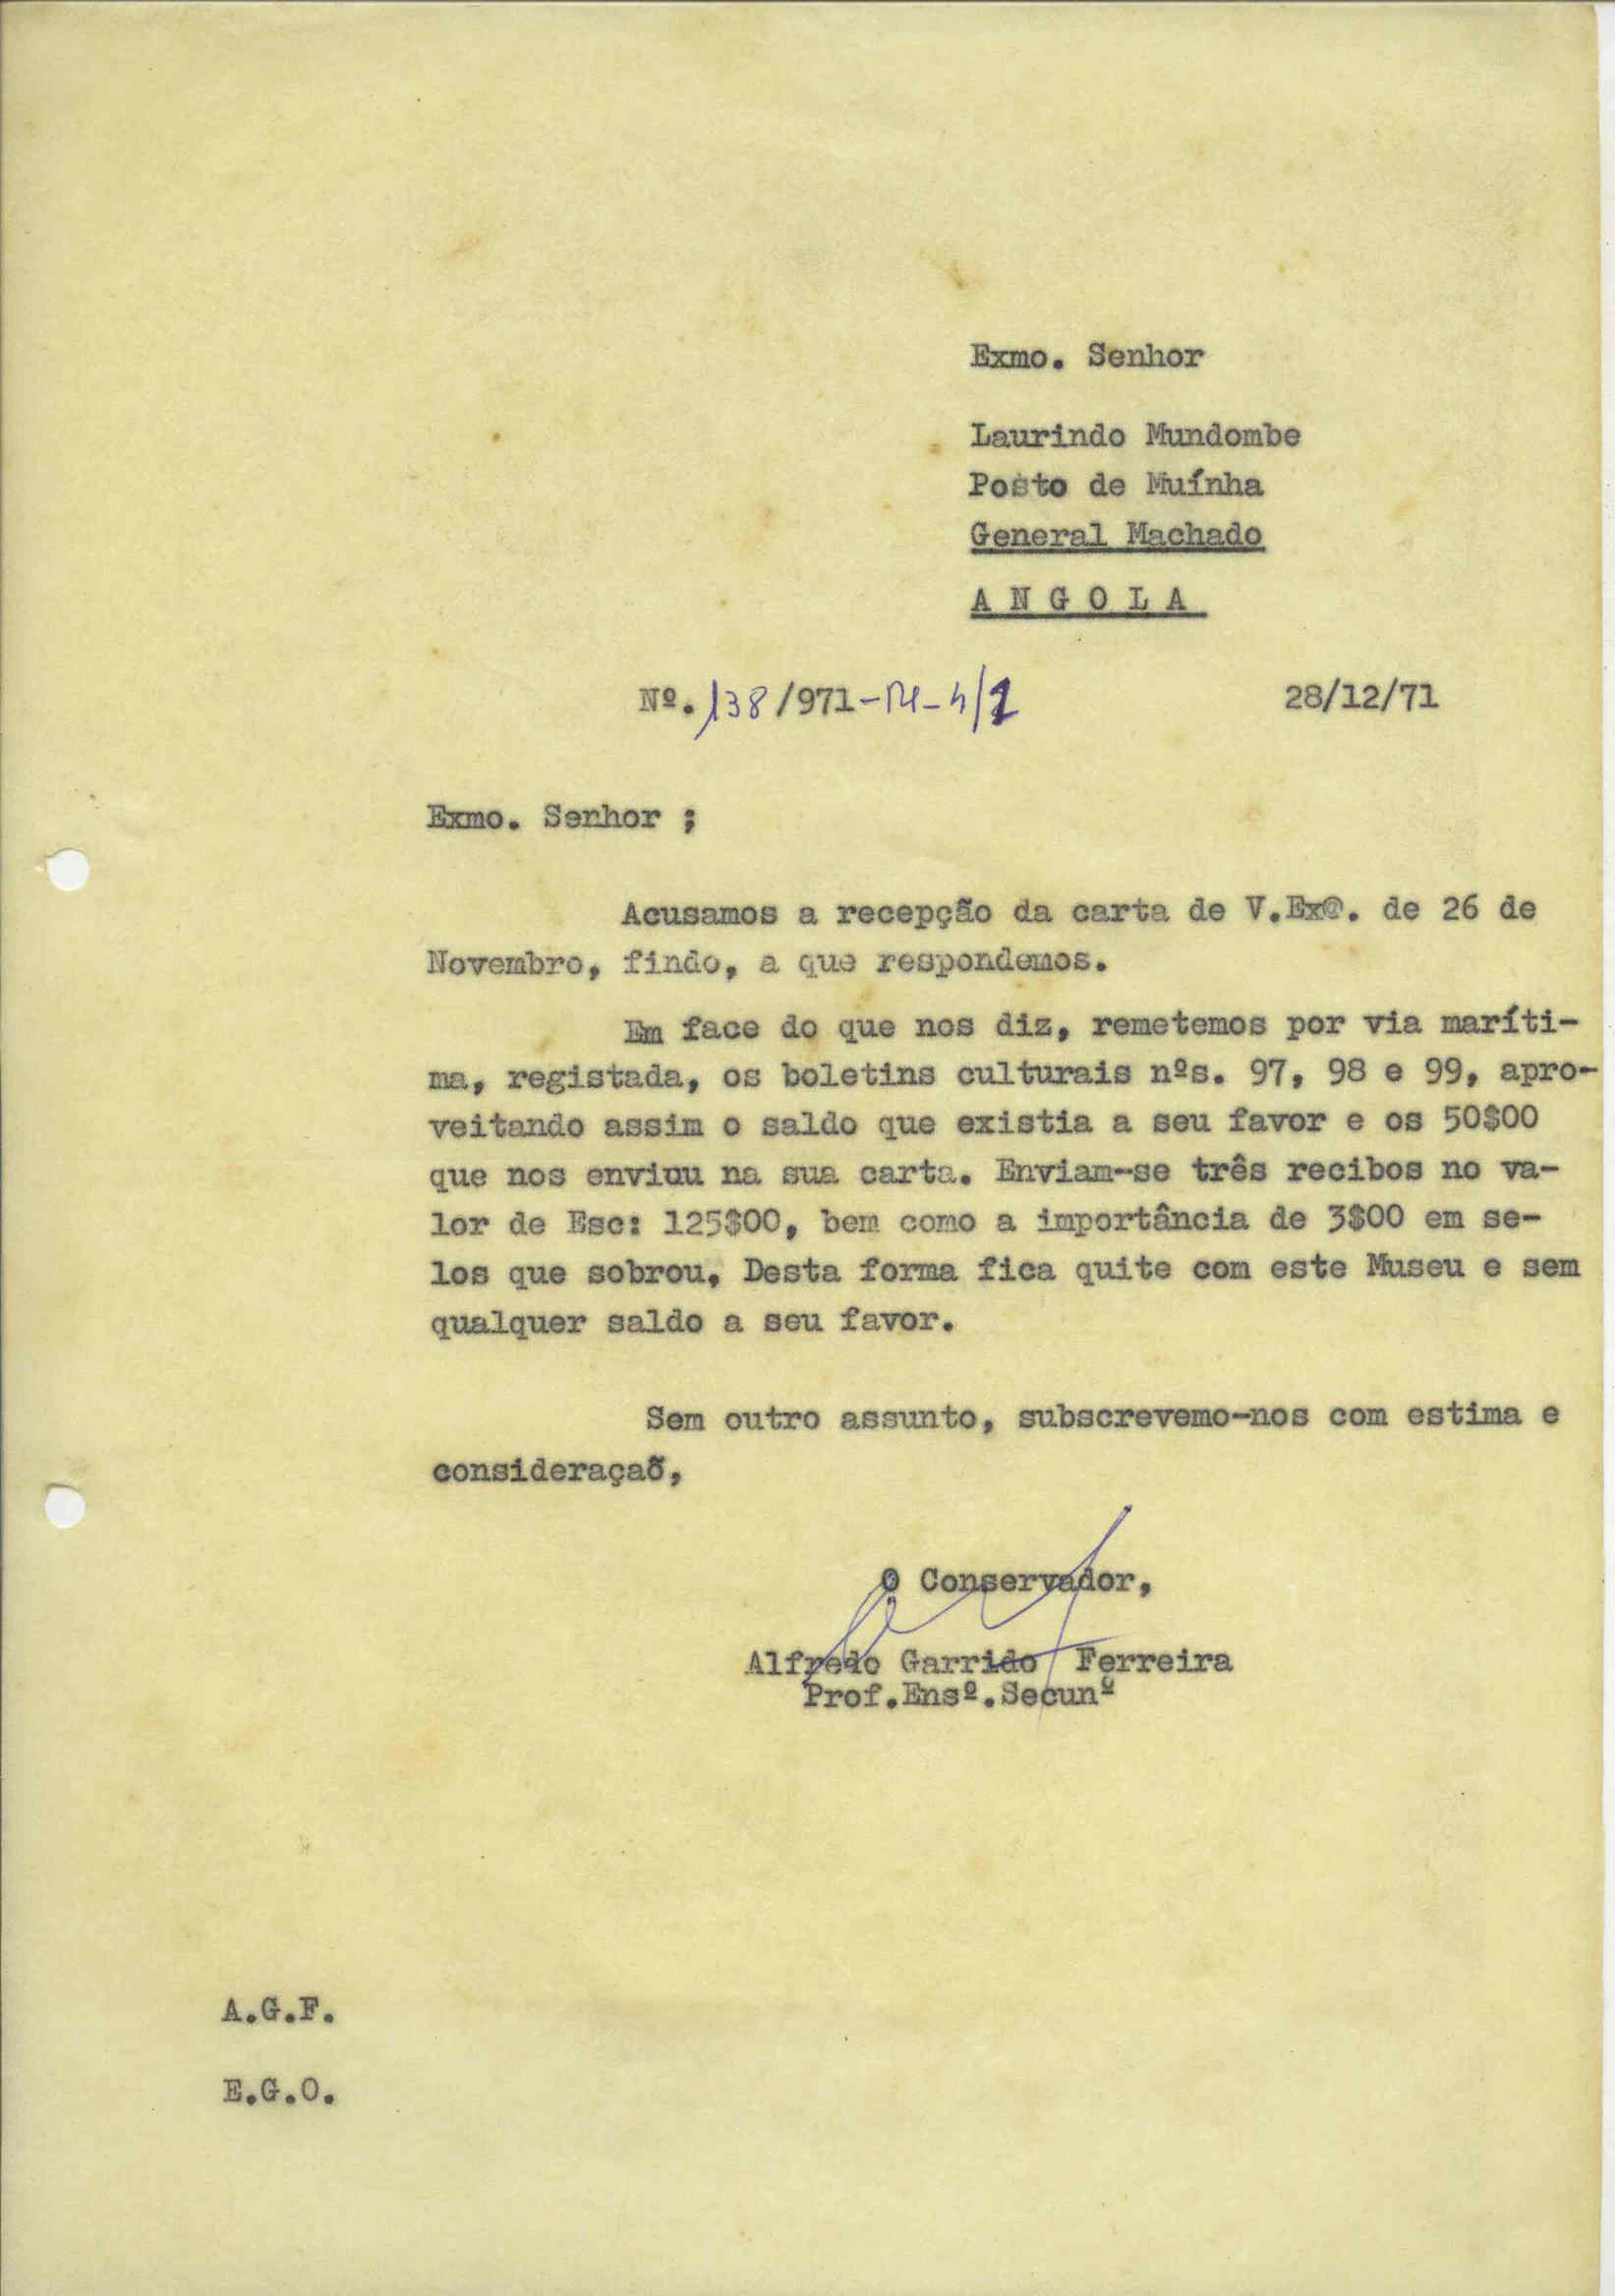 Exmo. Senhor
Laurindo Mundombe
Posto de Muínha
General Machado
A N G O L A
Nº. 138/971-M-4/1
28/12/71
Exmo. Senhor ;
Acusamos a recepção da carta de V.Ex@. de 26 de
Novembro, findo, a que respondemos.
Em face do que nos diz, remetemos por via maríti-
ma, registada, os boletins culturais nºs. 97, 98 e 99, apro-
veitando assim o saldo que existia a seu favor e os 50$00
que nos enviuu na sua carta. Enviam-se três recibos no va-
lor de Esc: 125$00, bem como a importância de 3$00 em se-
los que sobrou. Desta forma fica quite com este Museu e sem
qualquer saldo a seu favor.
Sem outro assunto, subscrevemo-nos com estima e
consideraçaõ,
O Conservador,
Alfredo Garrido Ferreira
Prof.Ensº.Secunº
A.G.F.
E.G.O.